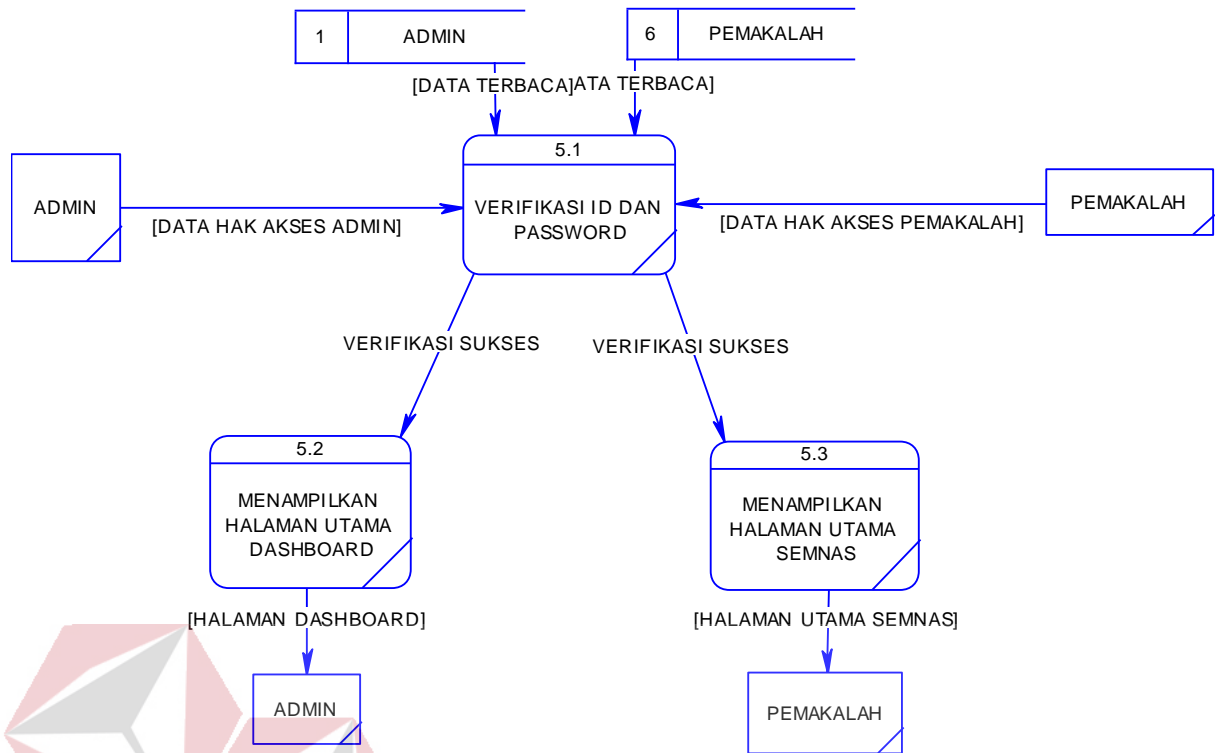 1 ADMIN
6 PEMAKALAH
[DATA TERBACA]ATA TERBACA]
5.1
VERIFIKASI ID DAN
PASSWORD
ADMIN
[DATA HAK AKSES ADMIN]
PEMAKALAH
[DATA HAK AKSES PEMAKALAH]
VERIFIKASI SUKSES
VERIFIKASI SUKSES
5.2
MENAMPILKAN
HALAMAN UTAMA
DASHBOARD
5.3
MENAMPILKAN
HALAMAN UTAMA
SEMNAS
[HALAMAN DASHBOARD]
[HALAMAN UTAMA SEMNAS]
ADMIN
PEMAKALAH